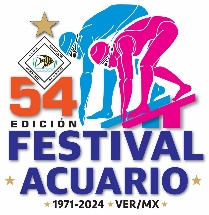 54
EDICIÓN
FESTIVAL
ACUARIO
1971-2024 ★ VER/MX